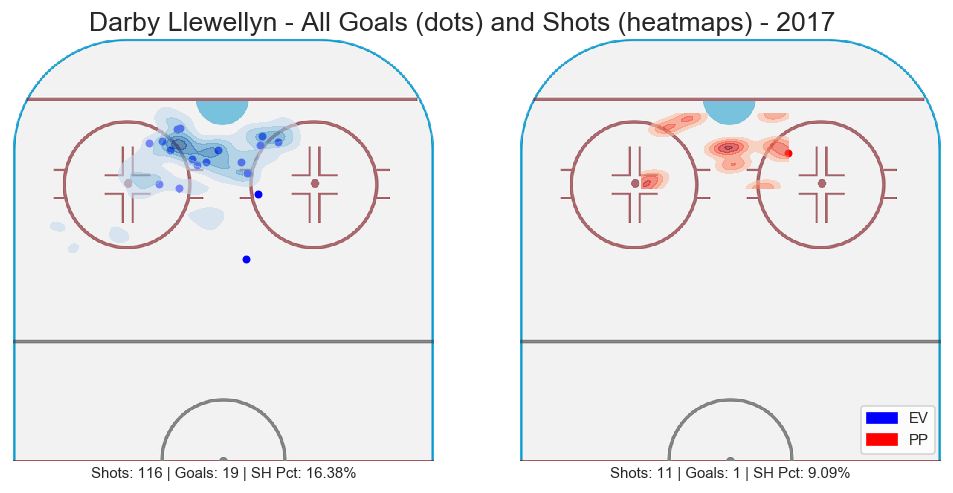 Darby Llewellyn - All Goals (dots) and Shots (heatmaps) - 2017
EV
PP
Shots: 116 | Goals: 19 | SH Pct: 16.38%
Shots: 11 | Goals: 1 | SH Pct: 9.09%